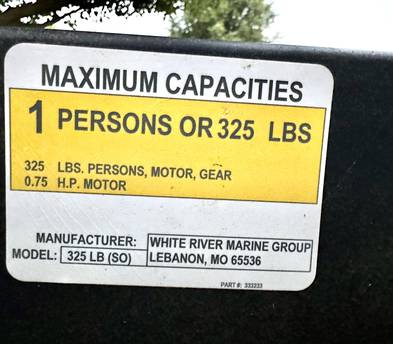 MAXIMUM CAPACITIES
1 PERSONS OR 325 LBS
325 LBS. PERSONS, MOTOR, GEAR
0.75 H.P. MOTOR
MANUFACTURER: WHITE RIVER MARINE GROUP
MODEL: 325 LB (SO) LEBANON, MO 65536
PART #: 333233